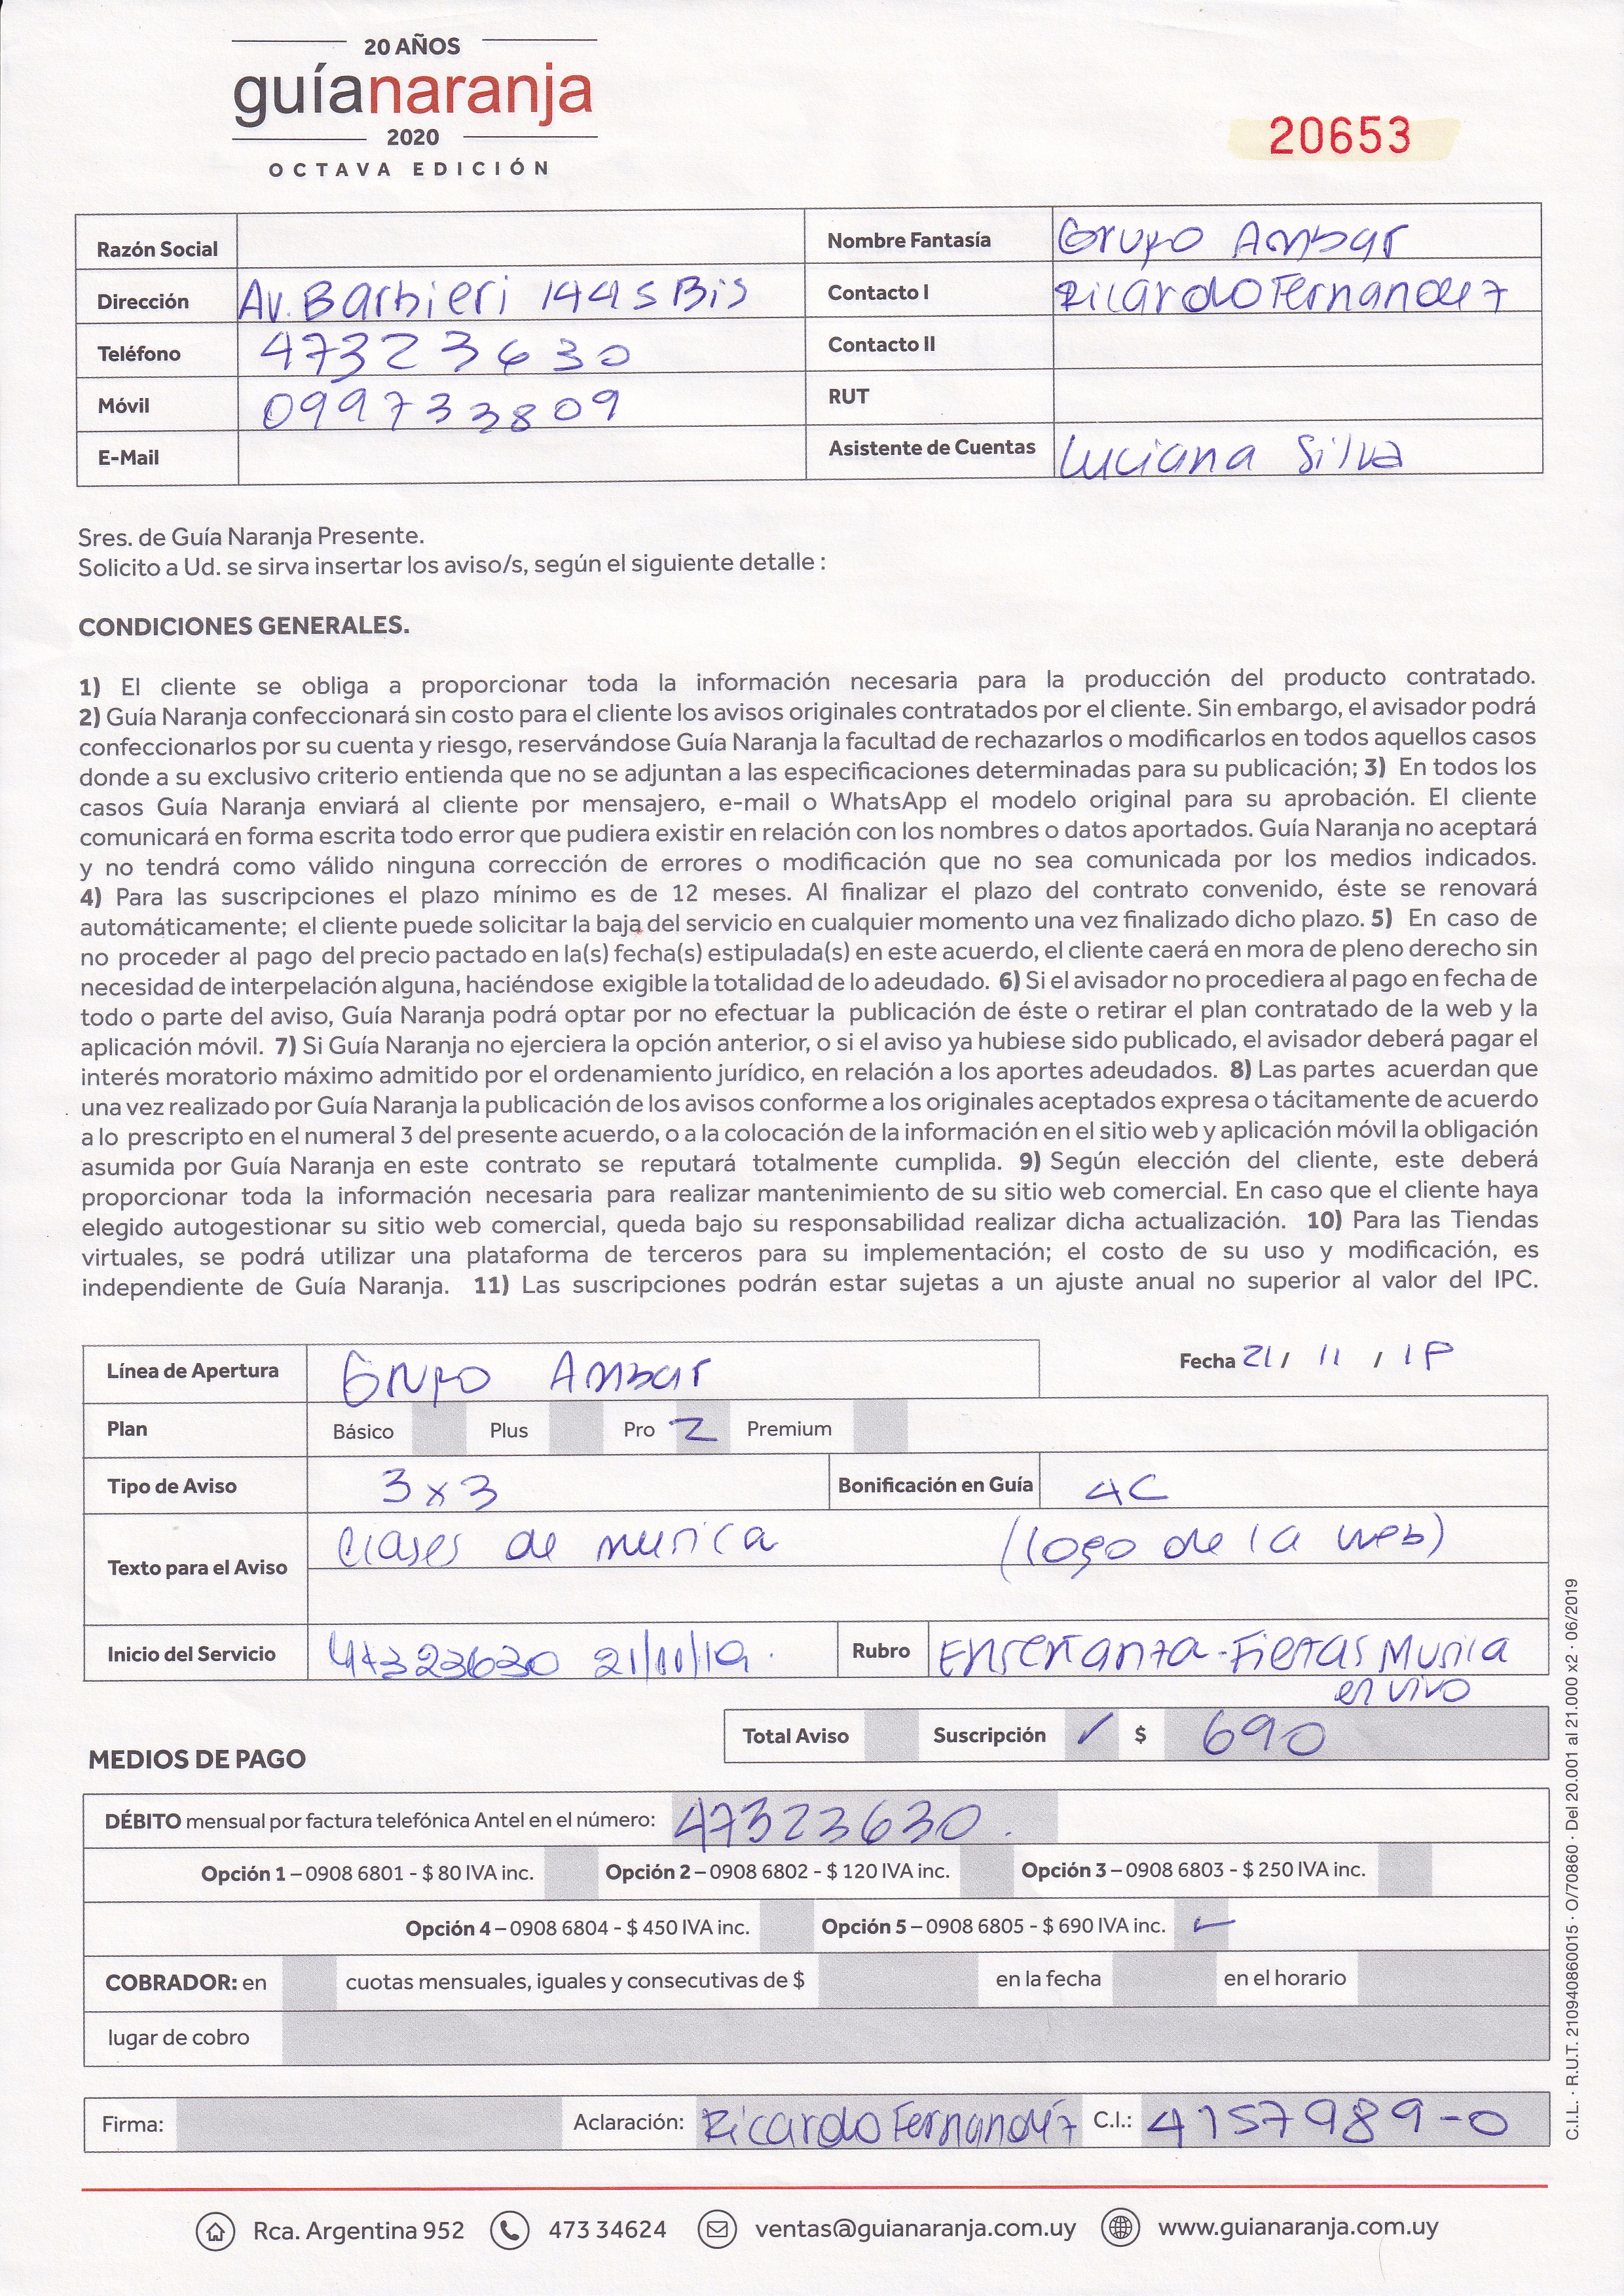 20 AÑOS
guíanaranja
2020
OCTAVA EDICIÓN
20653
Razón Social
Nombre Fantasía Grupo Ambar
Dirección Av. Barbieri 1445 Bis
Contacto I Ricardo Fernandez
Teléfono 47323630
Contacto II
Móvil 099733809
RUT
E-Mail
Asistente de Cuentas Luciana Silva
Sres. de Guía Naranja Presente.
Solicito a Ud. se sirva insertar los aviso/s, según el siguiente detalle :
CONDICIONES GENERALES.
1) El cliente se obliga a proporcionar toda la información necesaria para la producción del producto contratado.
2) Guía Naranja confeccionará sin costo para el cliente los avisos originales contratados por el cliente. Sin embargo, el avisador podrá
confeccionarlos por su cuenta y riesgo, reservándose Guía Naranja la facultad de rechazarlos o modificarlos en todos aquellos casos
donde a su exclusivo criterio entienda que no se adjuntan a las especificaciones determinadas para su publicación; 3) En todos los
casos Guía Naranja enviará al cliente por mensajero, e-mail o WhatsApp el modelo original para su aprobación. El cliente
comunicará en forma escrita todo error que pudiera existir en relación con los nombres o datos aportados. Guía Naranja no aceptará
y no tendrá como válido ninguna corrección de errores o modificación que no sea comunicada por los medios indicados.
4) Para las suscripciones el plazo mínimo es de 12 meses. Al finalizar el plazo del contrato convenido, éste se renovará
automáticamente; el cliente puede solicitar la baja del servicio en cualquier momento una vez finalizado dicho plazo. 5) En caso de
no proceder al pago del precio pactado en la(s) fecha(s) estipulada(s) en este acuerdo, el cliente caerá en mora de pleno derecho sin
necesidad de interpelación alguna, haciéndose exigible la totalidad de lo adeudado. 6) Si el avisador no procediera al pago en fecha de
todo o parte del aviso, Guía Naranja podrá optar por no efectuar la publicación de éste o retirar el plan contratado de la web y la
aplicación móvil. 7) Si Guía Naranja no ejerciera la opción anterior, o si el aviso ya hubiese sido publicado, el avisador deberá pagar el
interés moratorio máximo admitido por el ordenamiento jurídico, en relación a los aportes adeudados. 8) Las partes acuerdan que
una vez realizado por Guía Naranja la publicación de los avisos conforme a los originales aceptados expresa o tácitamente de acuerdo
a lo prescripto en el numeral 3 del presente acuerdo, o a la colocación de la información en el sitio web y aplicación móvil la obligación
asumida por Guía Naranja en este contrato se reputará totalmente cumplida. 9) Según elección del cliente, este deberá
proporcionar toda la información necesaria para realizar mantenimiento de su sitio web comercial. En caso que el cliente haya
elegido autogestionar su sitio web comercial, queda bajo su responsabilidad realizar dicha actualización. 10) Para las Tiendas
virtuales, se podrá utilizar una plataforma de terceros para su implementación; el costo de su uso y modificación, es
independiente de Guía Naranja. 11) Las suscripciones podrán estar sujetas a un ajuste anual no superior al valor del IPC.
Línea de Apertura Grupo Ambar
Fecha 21 / 11 / 19
Plan Básico Plus Pro Premium
Tipo de Aviso 3x3
Bonificación en Guía 4C
Texto para el Aviso Clases de musica (logo de la web)
Inicio del Servicio 47323630 21/11/19.
Rubro Enseñanza-Fiestas Musica
en vivo
Total Aviso Suscripción ✓ $ 690
MEDIOS DE PAGO
DÉBITO mensual por factura telefónica Antel en el número: 47323630.
Opción 1 – 0908 6801 - $ 80 IVA inc. Opción 2 – 0908 6802 - $ 120 IVA inc. Opción 3 – 0908 6803 - $ 250 IVA inc.
Opción 4 – 0908 6804 - $ 450 IVA inc. Opción 5 – 0908 6805 - $ 690 IVA inc. ✓
COBRADOR: en cuotas mensuales, iguales y consecutivas de $ en la fecha en el horario
lugar de cobro
Firma: Aclaración: Ricardo Fernandez C.I.: 4157989-0
Rca. Argentina 952 473 34624 ventas@guianaranja.com.uy www.guianaranja.com.uy
C.I.L. · R.U.T. 210940860015 · O/70860 · Del 20.001 al 21.000 x2 · 06/2019